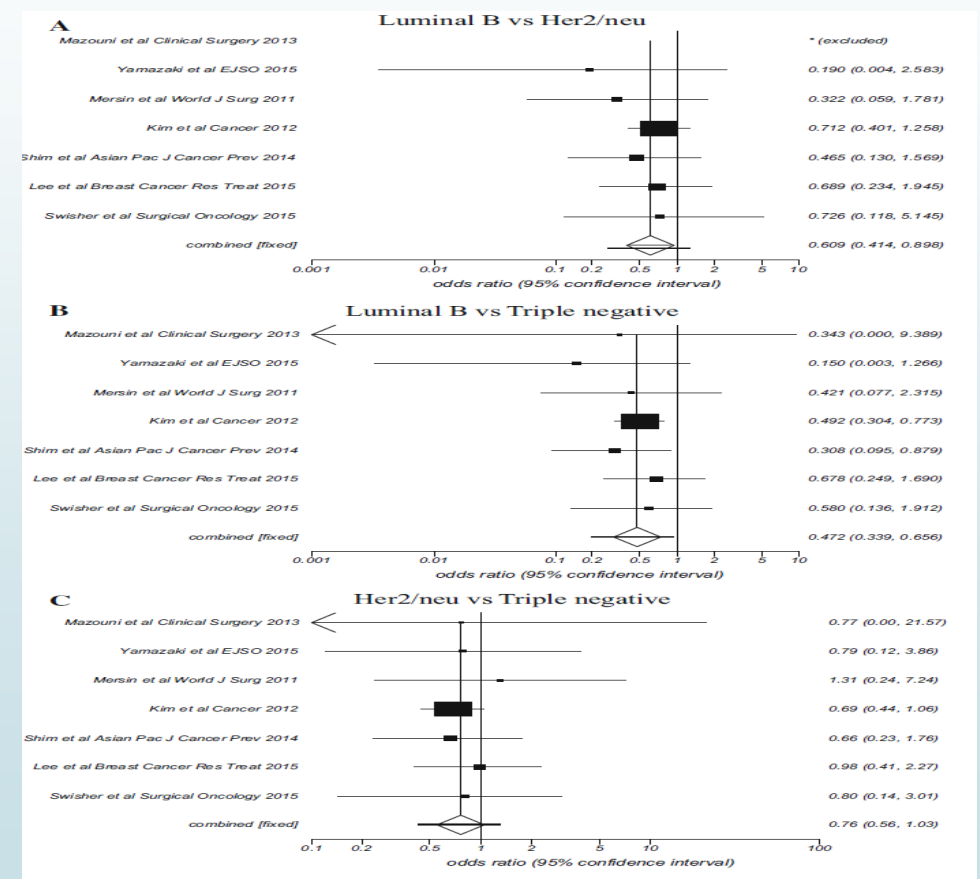 A
Luminal B vs Her2/neu
Mazouni et al Clinical Surgery 2013 * (excluded)
Yamazaki et al EJSO 2015 0.190 (0.004, 2.583)
Mersin et al World J Surg 2011 0.322 (0.059, 1.781)
Kim et al Cancer 2012 0.712 (0.401, 1.258)
Shim et al Asian Pac J Cancer Prev 2014 0.465 (0.130, 1.569)
Lee et al Breast Cancer Res Treat 2015 0.689 (0.234, 1.945)
Swisher et al Surgical Oncology 2015 0.726 (0.118, 5.145)
combined [fixed] 0.609 (0.414, 0.898)
0.001 0.01 0.1 0.2 0.5 1 2 5 10
odds ratio (95% confidence interval)
B
Luminal B vs Triple negative
Mazouni et al Clinical Surgery 2013 0.343 (0.000, 9.389)
Yamazaki et al EJSO 2015 0.150 (0.003, 1.266)
Mersin et al World J Surg 2011 0.421 (0.077, 2.315)
Kim et al Cancer 2012 0.492 (0.304, 0.773)
Shim et al Asian Pac J Cancer Prev 2014 0.308 (0.095, 0.879)
Lee et al Breast Cancer Res Treat 2015 0.678 (0.249, 1.690)
Swisher et al Surgical Oncology 2015 0.580 (0.136, 1.912)
combined [fixed] 0.472 (0.339, 0.656)
0.001 0.01 0.1 0.2 0.5 1 2 5 10
odds ratio (95% confidence interval)
C
Her2/neu vs Triple negative
Mazouni et al Clinical Surgery 2013 0.77 (0.00, 21.57)
Yamazaki et al EJSO 2015 0.79 (0.12, 3.86)
Mersin et al World J Surg 2011 1.31 (0.24, 7.24)
Kim et al Cancer 2012 0.69 (0.44, 1.06)
Shim et al Asian Pac J Cancer Prev 2014 0.66 (0.23, 1.76)
Lee et al Breast Cancer Res Treat 2015 0.98 (0.41, 2.27)
Swisher et al Surgical Oncology 2015 0.80 (0.14, 3.01)
combined [fixed] 0.76 (0.56, 1.03)
0.1 0.2 0.5 1 2 5 10 100
odds ratio (95% confidence interval)